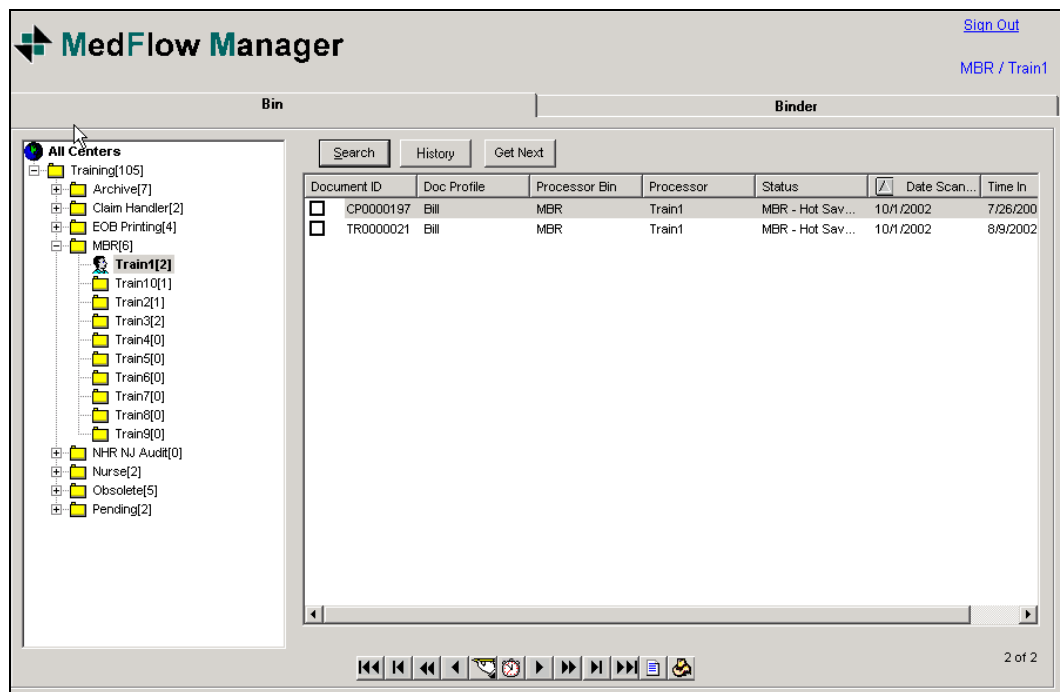 MedFlow Manager
Sign Out
MBR / Train1
Bin
Binder
All Centers
Training[105]
Archive[7]
Claim Handler[2]
EOB Printing[4]
MBR[6]
Train1[2]
Train10[1]
Train2[1]
Train3[2]
Train4[0]
Train5[0]
Train6[0]
Train7[0]
Train8[0]
Train9[0]
NHR NJ Audit[0]
Nurse[2]
Obsolete[5]
Pending[2]
Search History Get Next
Document ID Doc Profile Processor Bin Processor Status Date Scan... Time In
CP0000197 Bill MBR Train1 MBR - Hot Sav... 10/1/2002 7/26/200
TR0000021 Bill MBR Train1 MBR - Hot Sav... 10/1/2002 8/9/2002
2 of 2